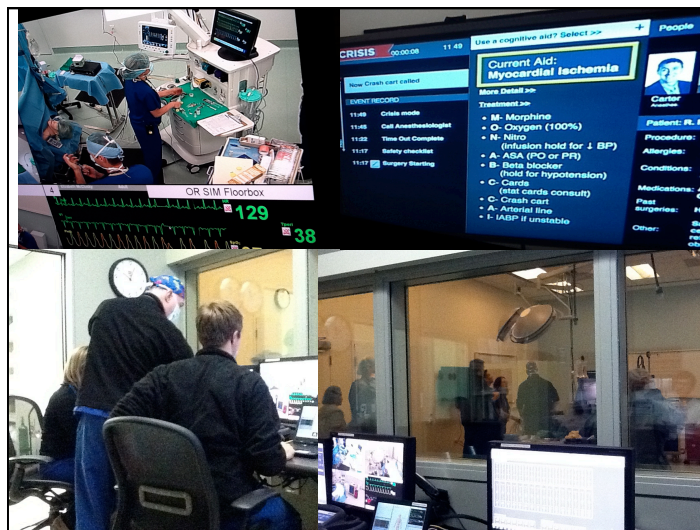 4
OR SIM Floorbox
129
38
CRISIS
00:00:08
11 49
Now Crash cart called
EVENT RECORD
11:49 Crisis mode
11:45 Call Anesthesiologist
11:22 Time Out Complete
11:17 Safety checklist
11:17 Surgery Starting
Use a cognitive aid? Select >>
+
Current Aid:
Myocardial Ischemia
More Detail >>
Treatment >>
• M- Morphine
• O- Oxygen (100%)
• N- Nitro
(infusion hold for ↓ BP)
• A- ASA (PO or PR)
• B- Beta blocker
(hold for hypotension)
• C- Cards
(stat cards consult)
• C- Crash cart
• A- Arterial line
• I- IABP if unstable
People
Carter
Patient: R.
Procedure:
Allergies:
Conditions:
Medications:
Past
surgeries:
Other: